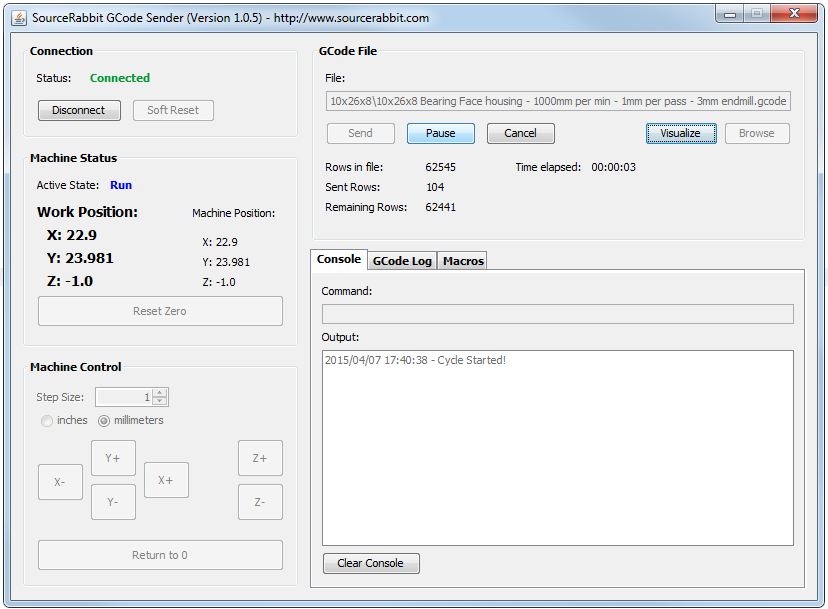 SourceRabbit GCode Sender (Version 1.0.5) - http://www.sourcerabbit.com
Connection
Status: Connected
Disconnect Soft Reset
Machine Status
Active State: Run
Work Position: Machine Position:
X: 22.9 X: 22.9
Y: 23.981 Y: 23.981
Z: -1.0 Z: -1.0
Reset Zero
Machine Control
Step Size: 1
inches millimeters
Y+ Z+
X- X+
Y- Z-
Return to 0
GCode File
File:
10x26x8\10x26x8 Bearing Face housing - 1000mm per min - 1mm per pass - 3mm endmill.gcode
Send Pause Cancel Visualize Browse
Rows in file: 62545 Time elapsed: 00:00:03
Sent Rows: 104
Remaining Rows: 62441
Console GCode Log Macros
Command:
Output:
2015/04/07 17:40:38 - Cycle Started!
Clear Console